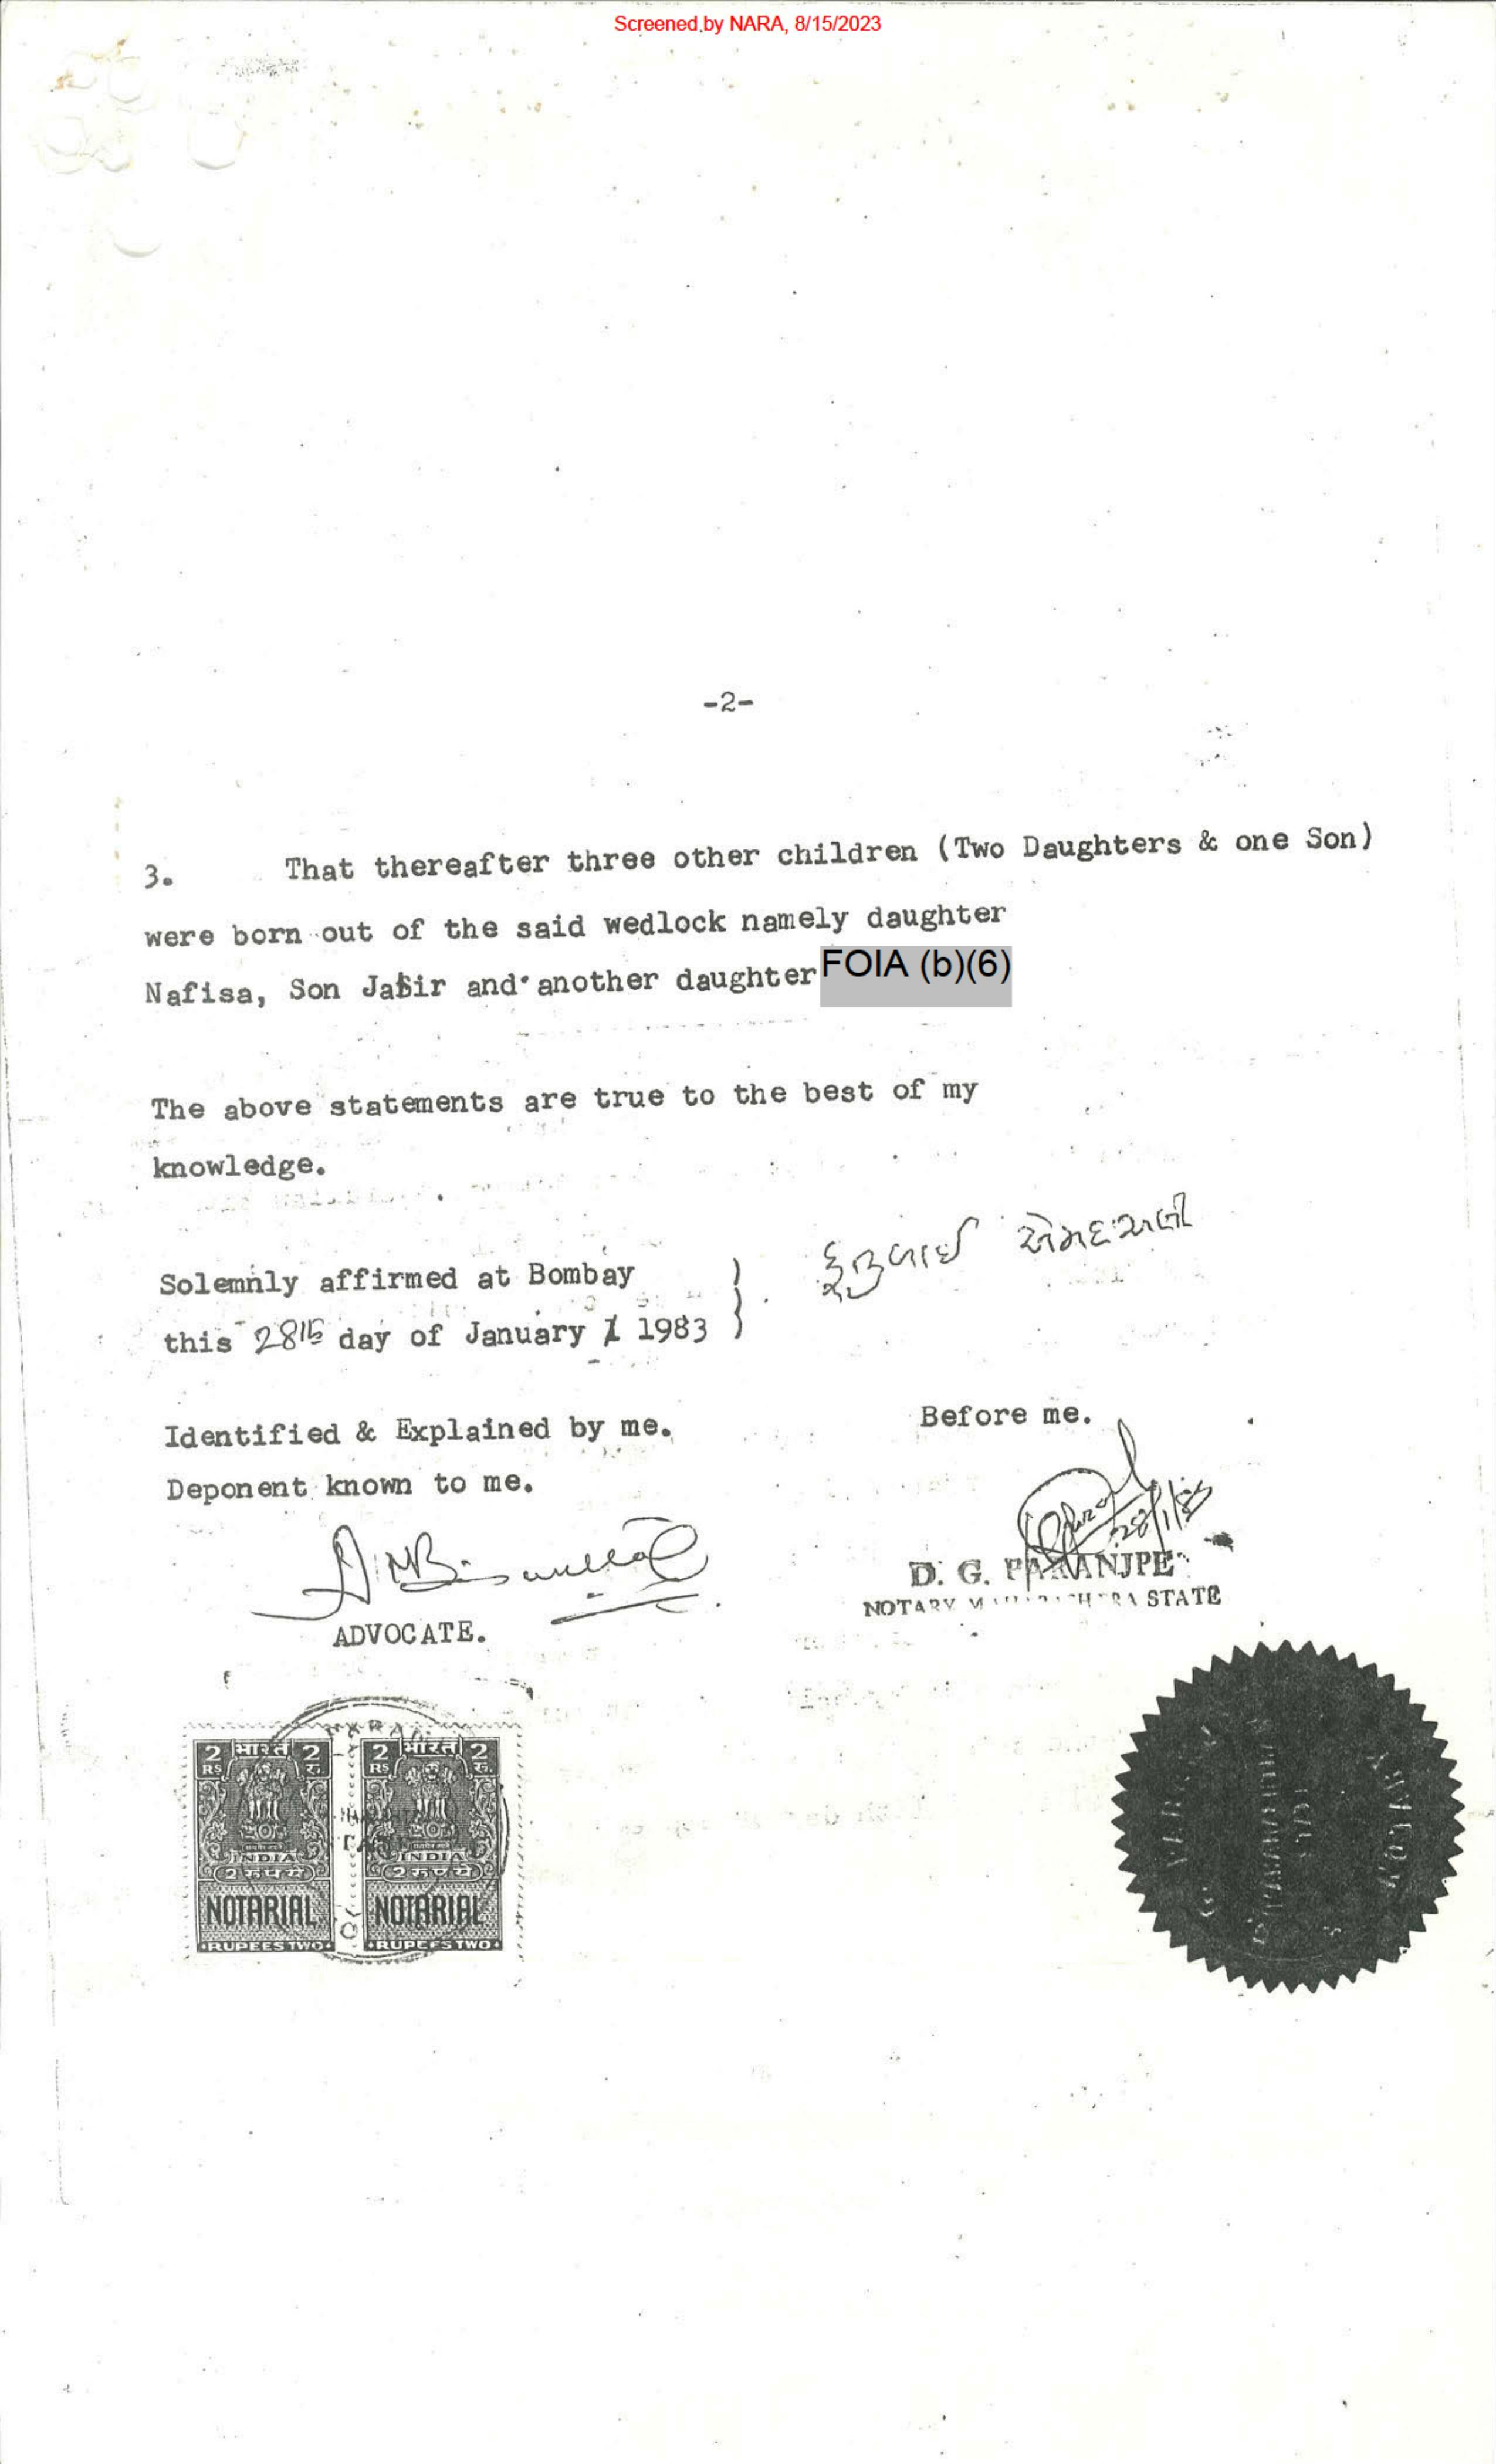 Screened by NARA, 8/15/2023
-2-
3. That thereafter three other children (Two Daughters & one Son)
were born out of the said wedlock namely daughter
Nafisa, Son Jabir and another daughter FOIA (b)(6)
The above statements are true to the best of my
knowledge.
Solemnly affirmed at Bombay
this 28th day of January 1983
Identified & Explained by me.
Deponent known to me.
Before me.
28/1/83
D. G. PARANJPE
NOTARY MAHARASHTRA STATE
ADVOCATE.
2 भारत 2 2 भारत 2
RS रु. RS रु.
INDIA INDIA
2 रुपये 2 रुपये
NOTARIAL NOTARIAL
RUPEES TWO RUPEES TWO